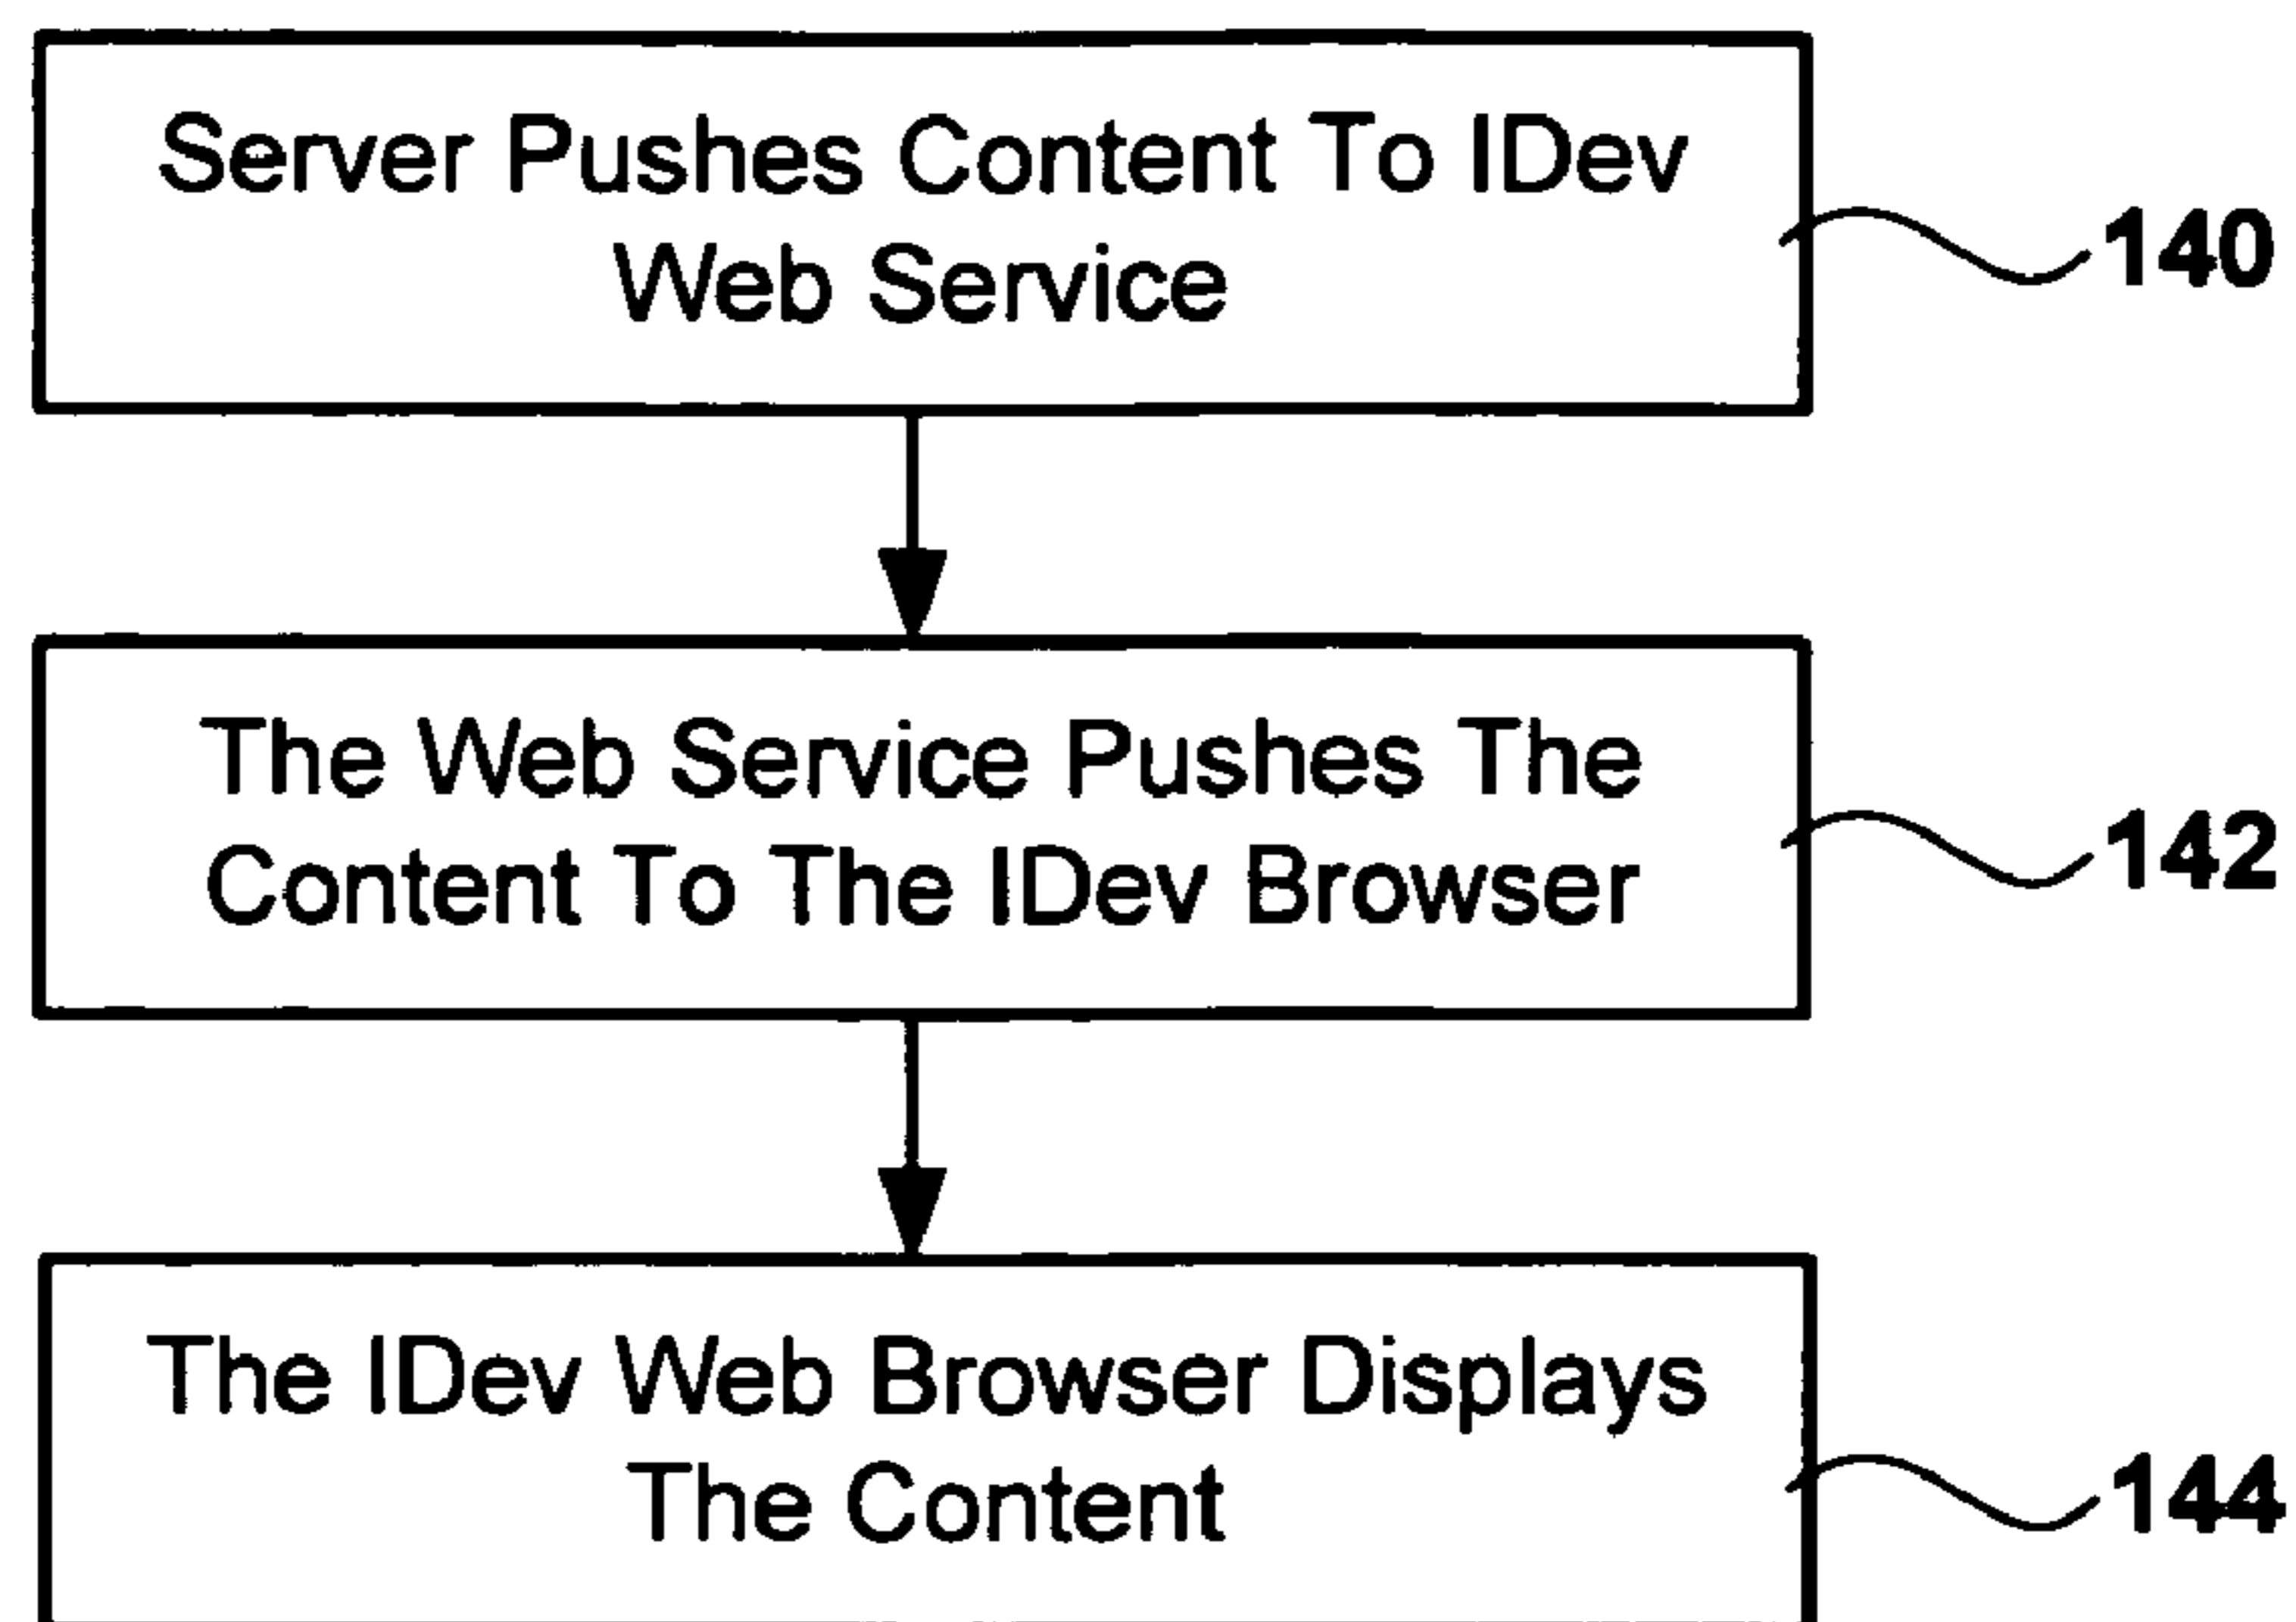 Server Pushes Content To IDev
Web Service
140
The Web Service Pushes The
Content To The IDev Browser
142
The IDev Web Browser Displays
The Content
144